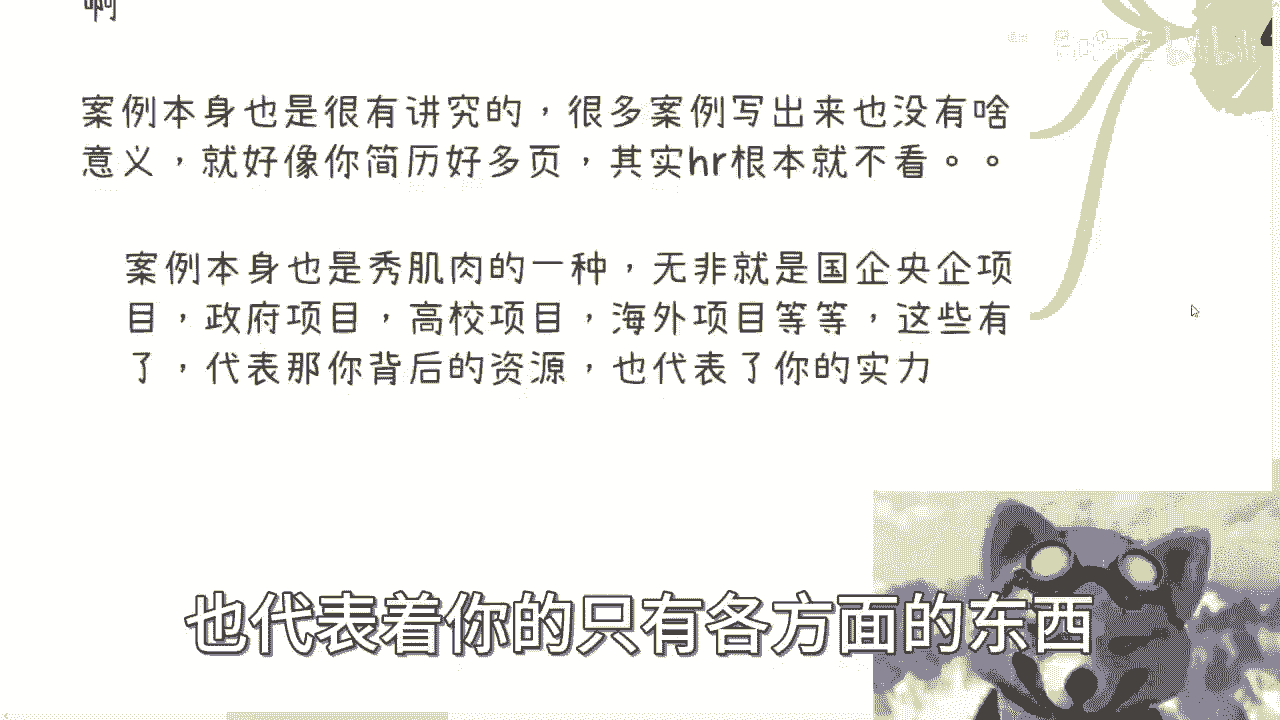 啊
案例本身也是很有讲究的，很多案例写出来也没有啥
意义，就好像你简历好多页，其实hr根本就不看。。
案例本身也是秀肌肉的一种，无非就是国企央企项
目，政府项目，高校项目，海外项目等等，这些有
了，代表那你背后的资源，也代表了你的实力
也代表着你的只有各方面的东西